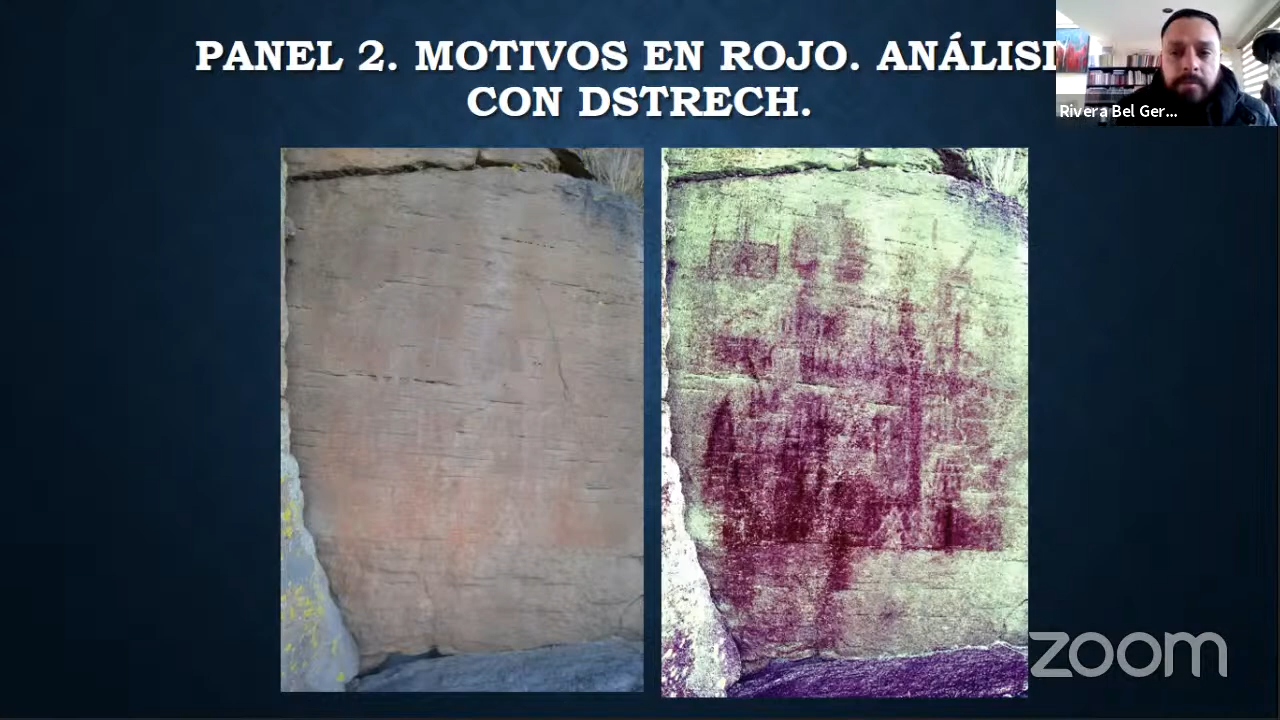 PANEL 2. MOTIVOS EN ROJO. ANÁLISI
CON DSTRECH.
Rivera Bel Ger...
zoom